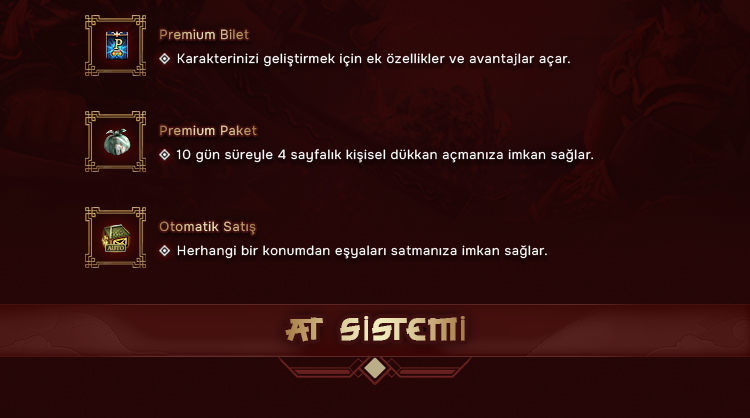 Premium Bilet
Karakterinizi geliştirmek için ek özellikler ve avantajlar açar.
Premium Paket
10 gün süreyle 4 sayfalık kişisel dükkan açmanıza imkan sağlar.
Otomatik Satış
AUTO
Herhangi bir konumdan eşyaları satmanıza imkan sağlar.
AT SİSTEMİ